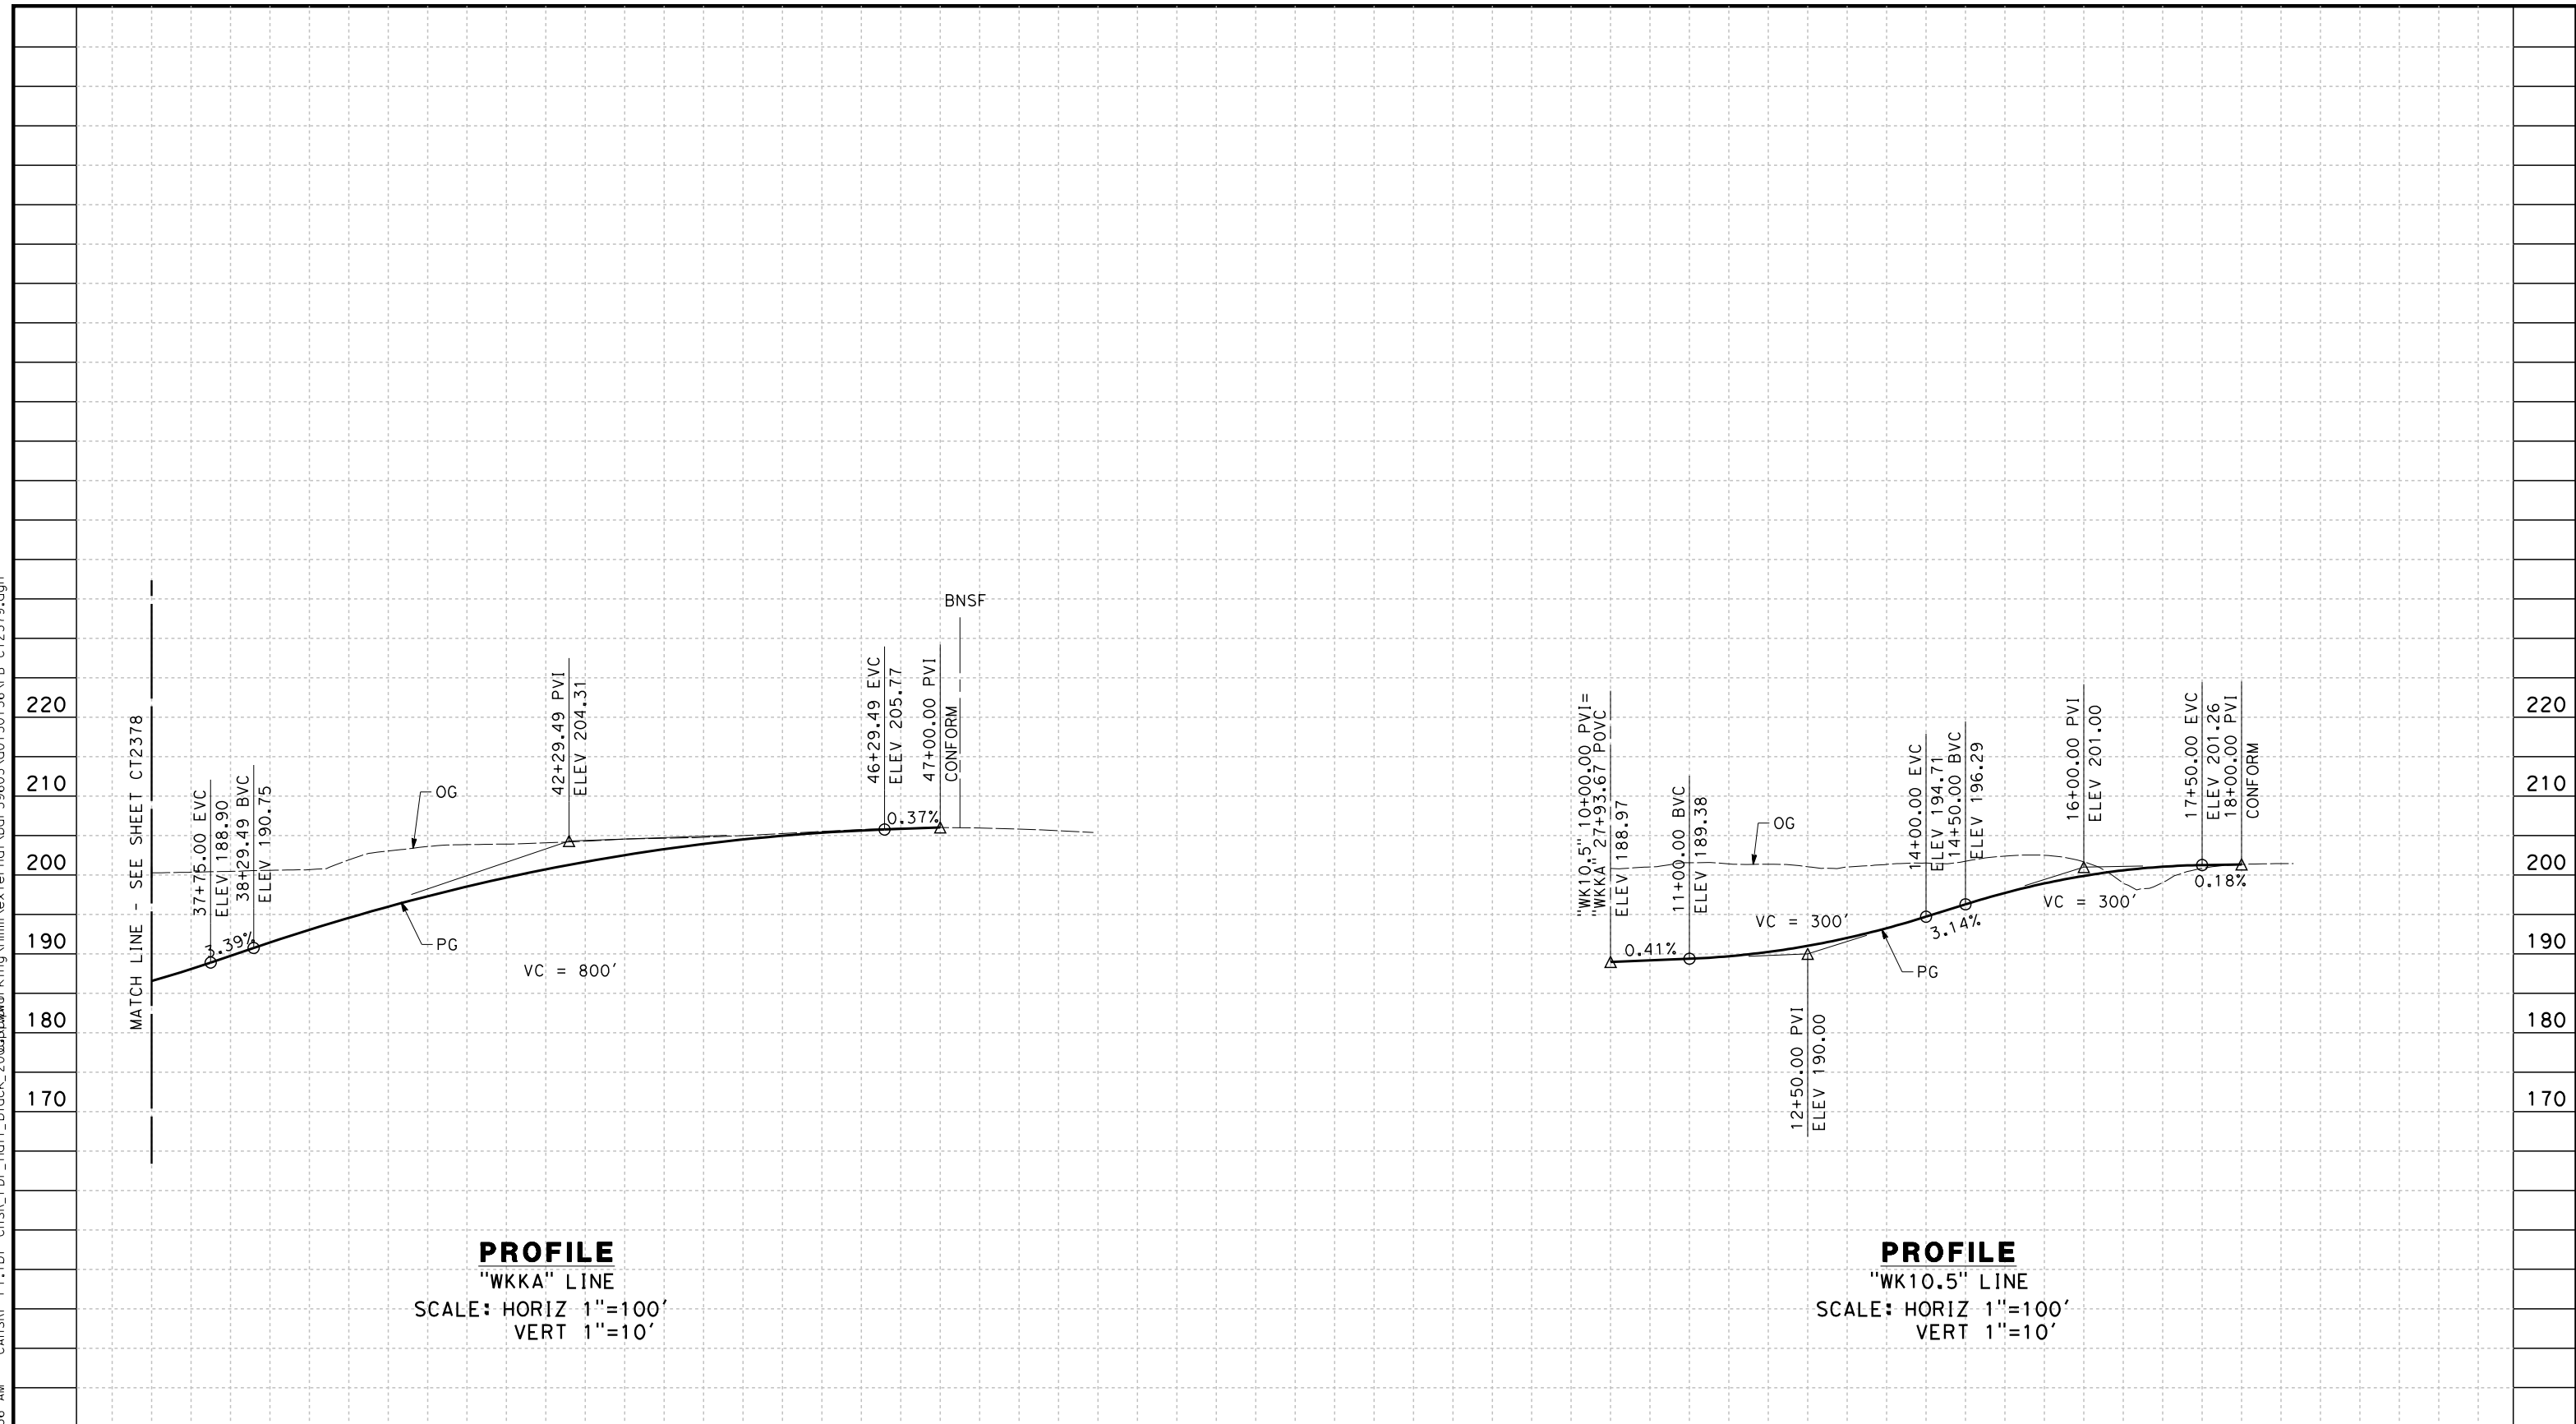 BNSF
MATCH LINE - SEE SHEET CT2378
37+75.00 EVC
ELEV 188.90
38+29.49 BVC
ELEV 190.75
42+29.49 PVI
ELEV 204.31
46+29.49 EVC
ELEV 205.77
47+00.00 PVI
CONFORM
OG
3.39%
0.37%
PG
VC = 800'
"WK10.5" 10+00.00 PVI=
"WKKA" 27+93.67 POVC
ELEV 188.97
11+00.00 BVC
ELEV 189.38
12+50.00 PVI
ELEV 190.00
14+00.00 EVC
ELEV 194.71
14+50.00 BVC
ELEV 196.29
16+00.00 PVI
ELEV 201.00
17+50.00 EVC
ELEV 201.26
18+00.00 PVI
CONFORM
OG
0.41%
VC = 300'
3.14%
VC = 300'
0.18%
PG
220
210
200
190
180
170
220
210
200
190
180
170
PROFILE
"WKKA" LINE
SCALE: HORIZ 1"=100'
VERT 1"=10'
PROFILE
"WK10.5" LINE
SCALE: HORIZ 1"=100'
VERT 1"=10'